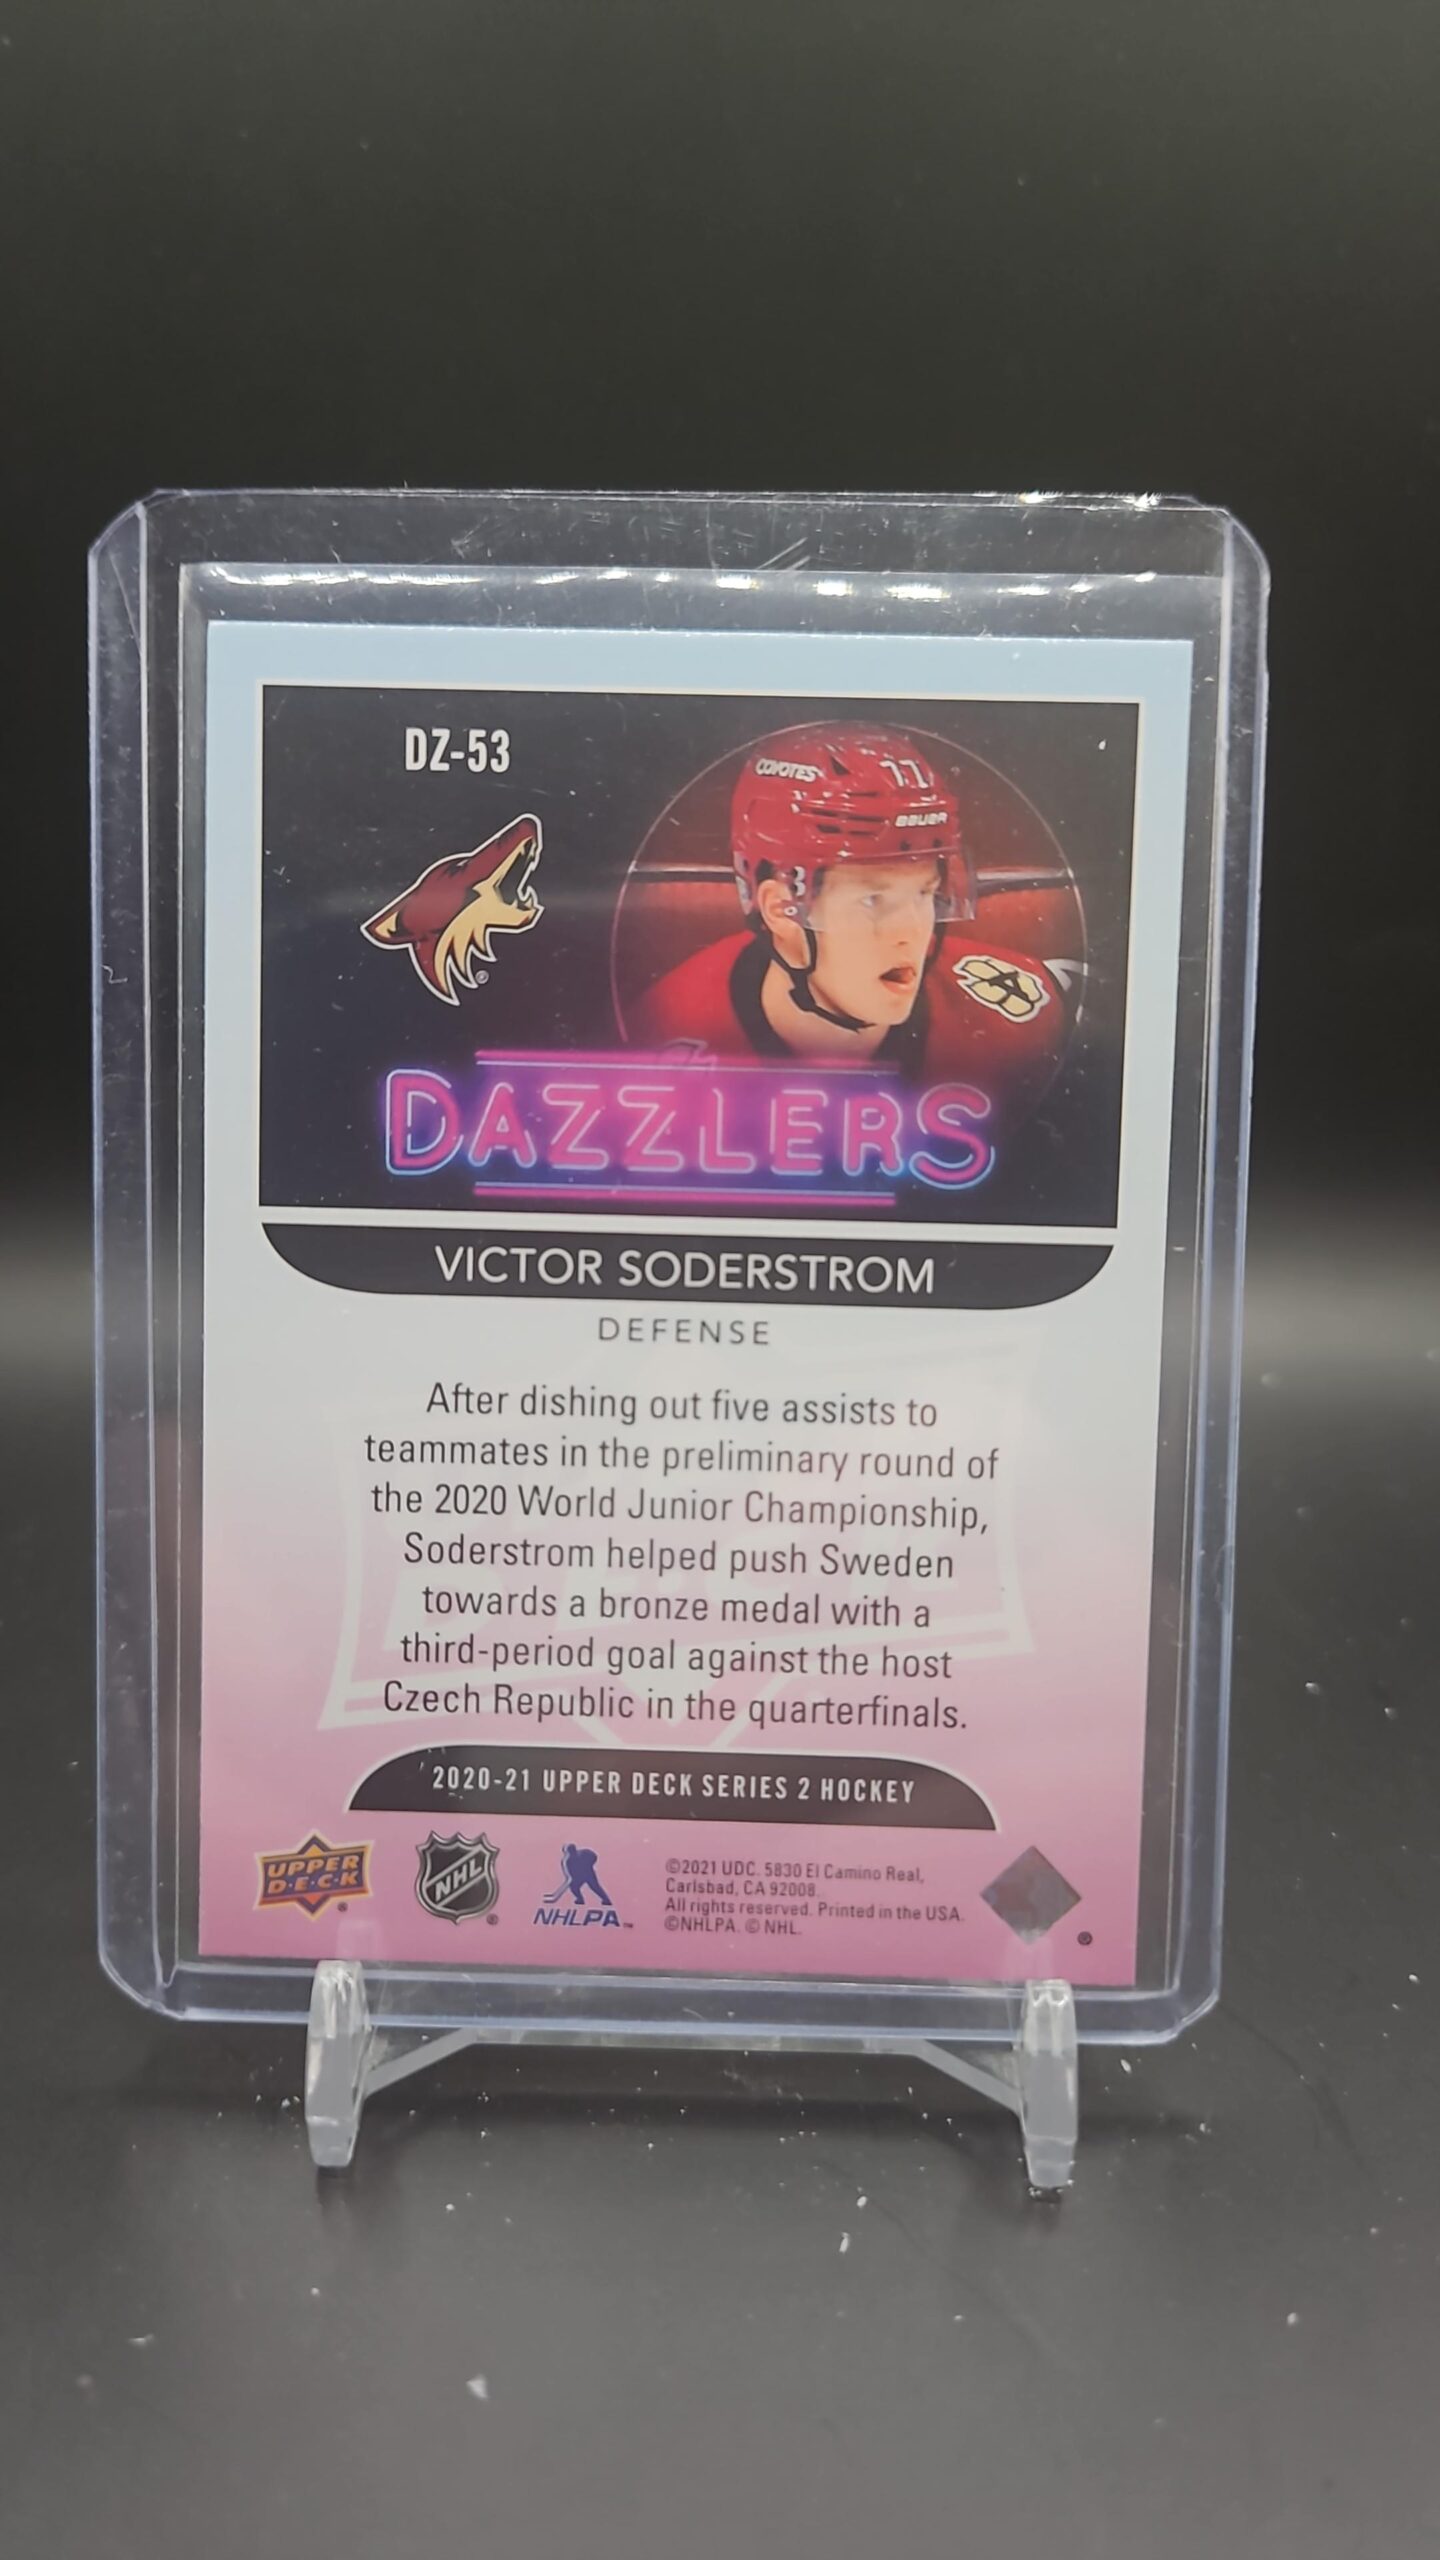 DZ-53
COYOTES
77
BAUER
DAZZLERS
VICTOR SODERSTROM
DEFENSE
After dishing out five assists to
teammates in the preliminary round of
the 2020 World Junior Championship,
Soderstrom helped push Sweden
towards a bronze medal with a
third-period goal against the host
Czech Republic in the quarterfinals.
2020-21 UPPER DECK SERIES 2 HOCKEY
UPPER
D·E·C·K
NHL
NHLPA™
©2021 UDC. 5830 El Camino Real,
Carlsbad, CA 92008.
All rights reserved. Printed in the USA.
©NHLPA. © NHL.